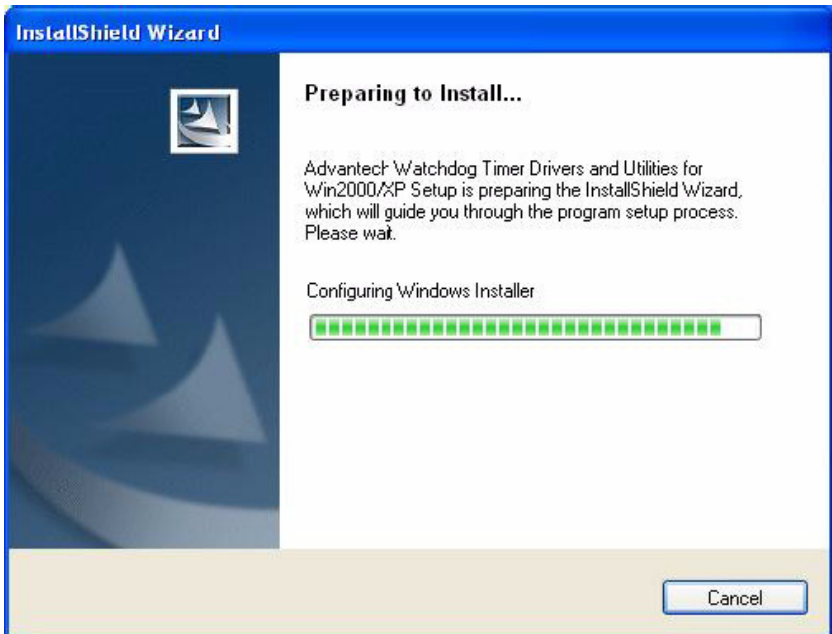 InstallShield Wizard
Preparing to Install...
Advantech Watchdog Timer Drivers and Utilities for
Win2000/XP Setup is preparing the InstallShield Wizard,
which will guide you through the program setup process.
Please wait.
Configuring Windows Installer
Cancel